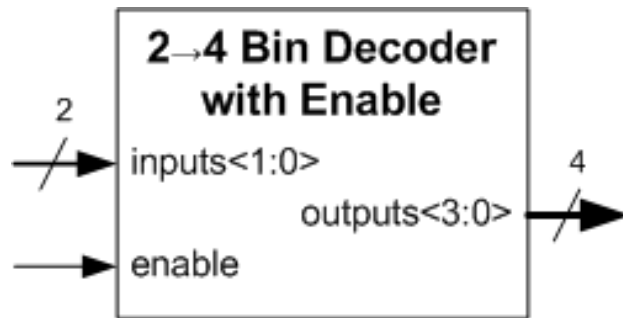 2→4 Bin Decoder
with Enable
2
inputs<1:0>
4
outputs<3:0>
enable